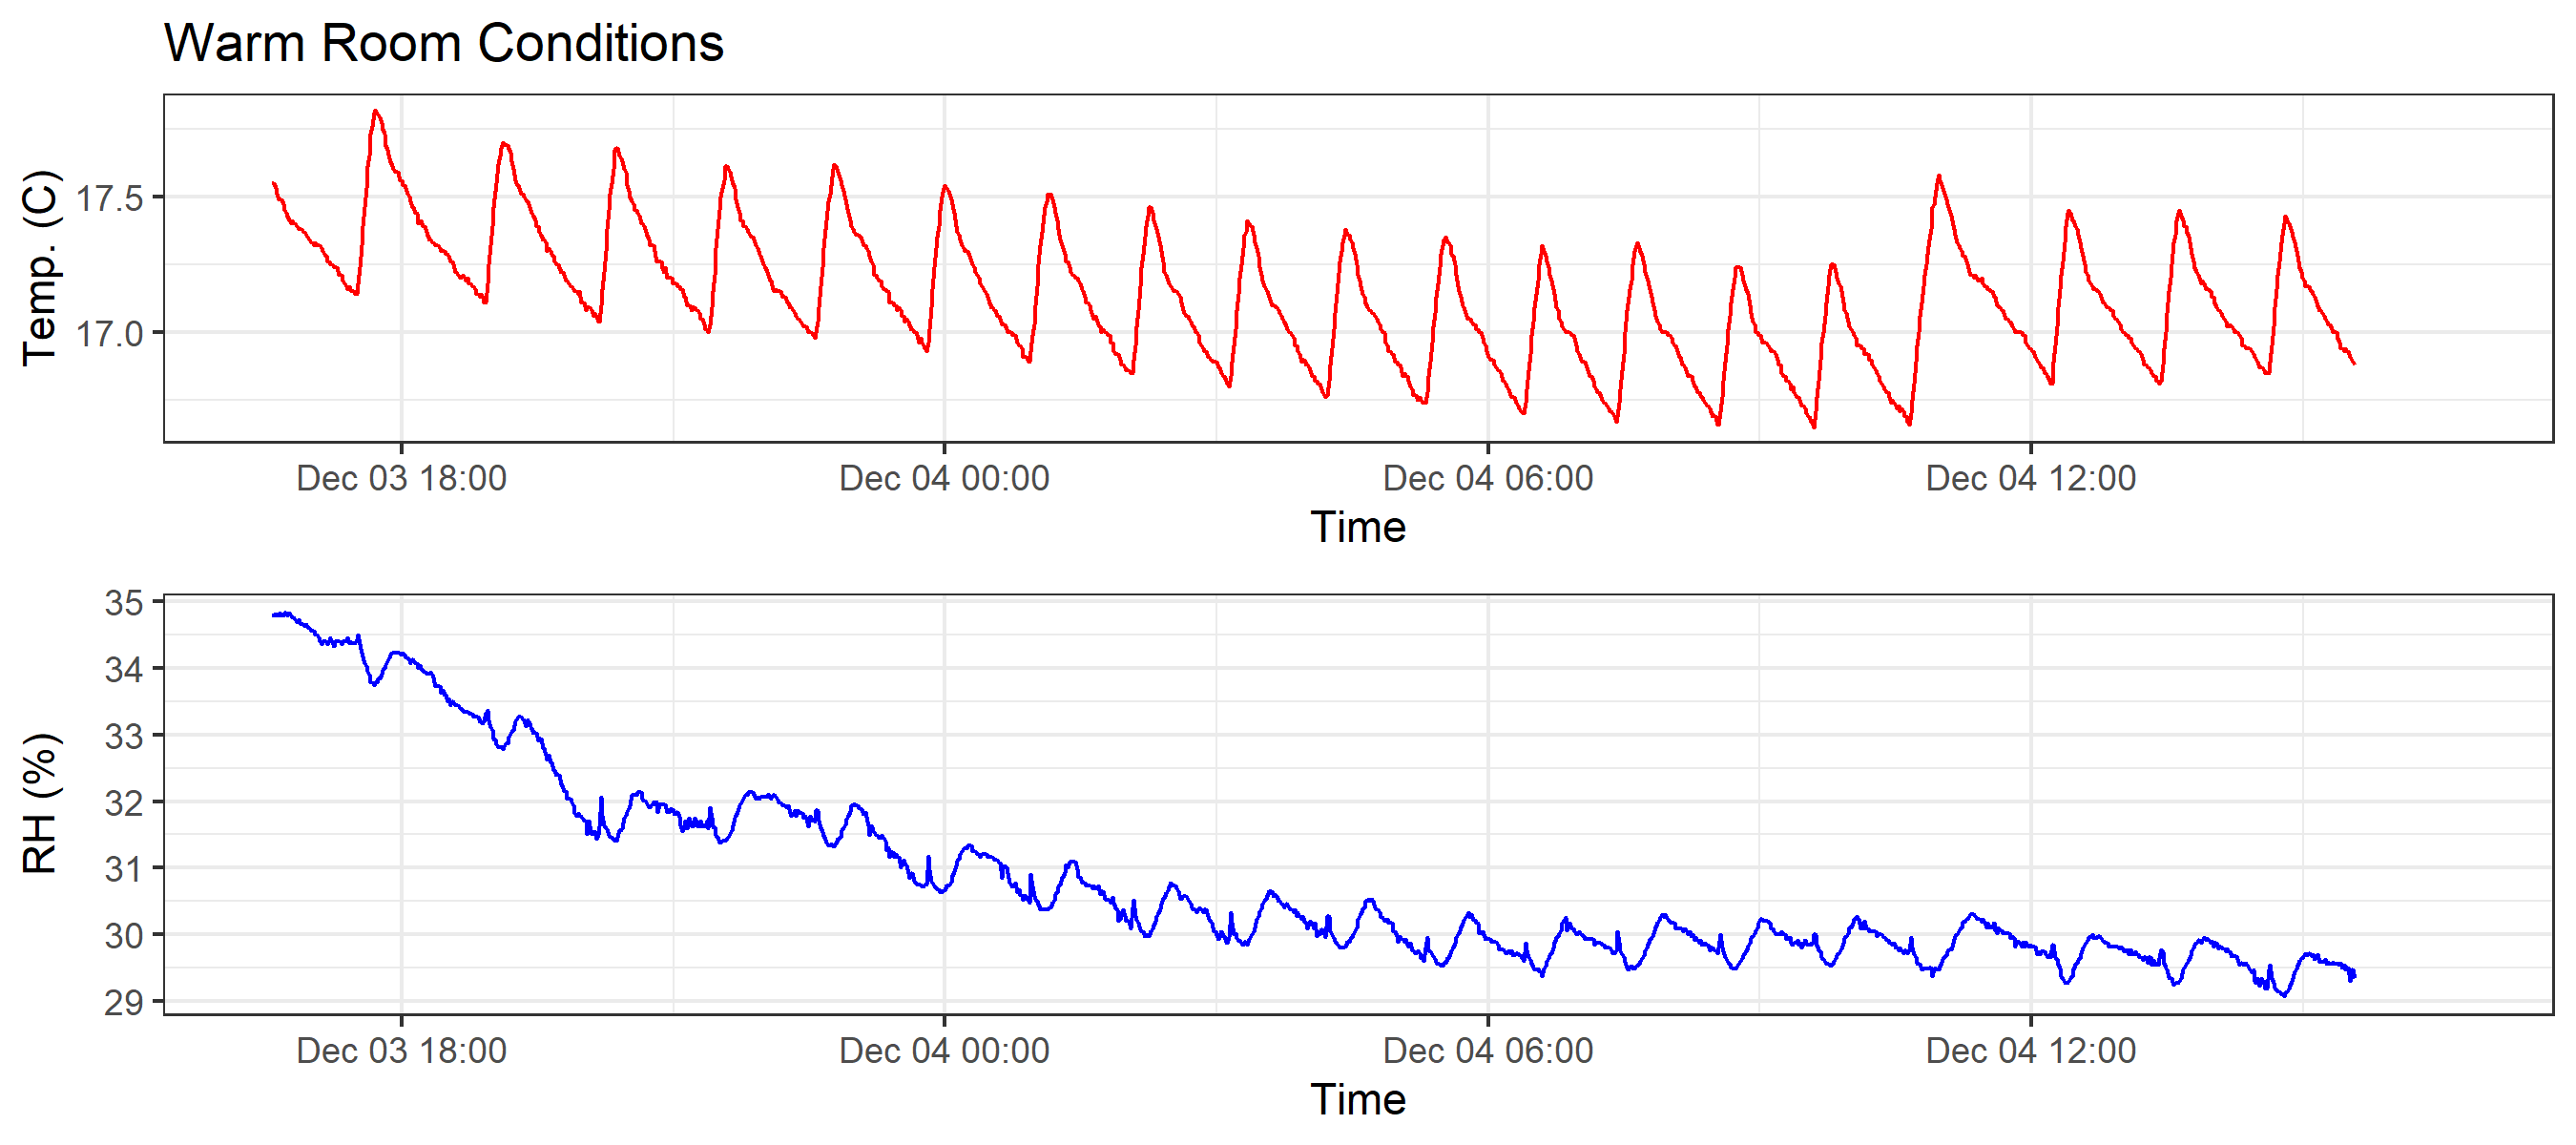 Warm Room Conditions
Temp. (C)
17.5
17.0
Dec 03 18:00 Dec 04 00:00 Dec 04 06:00 Dec 04 12:00
Time
RH (%)
35
34
33
32
31
30
29
Dec 03 18:00 Dec 04 00:00 Dec 04 06:00 Dec 04 12:00
Time